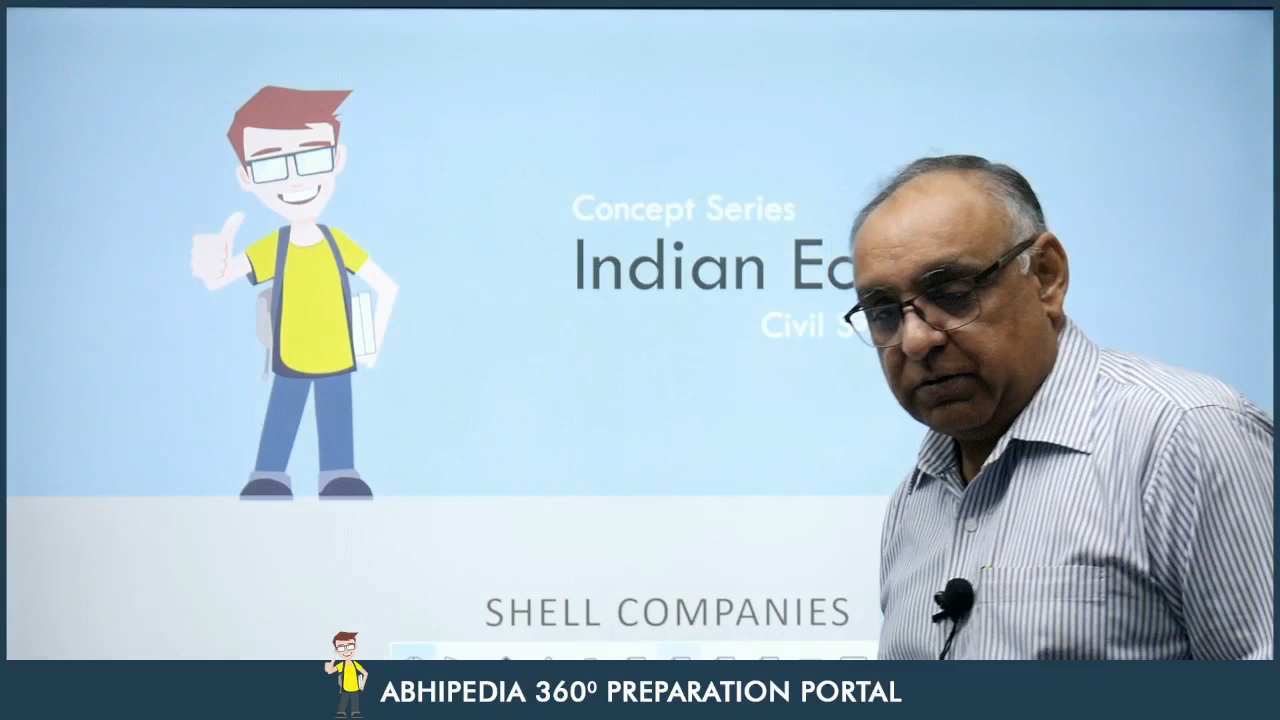 Concept Series
Indian Ec
Civil S
SHELL COMPANIES
ABHIPEDIA 360⁰ PREPARATION PORTAL